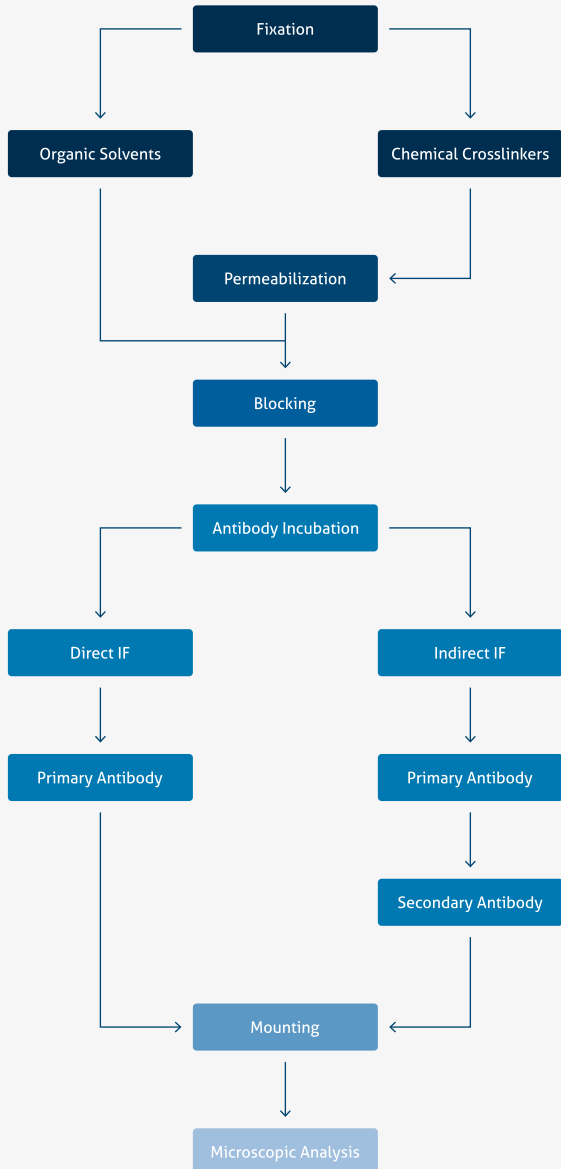 Fixation
Organic Solvents
Chemical Crosslinkers
Permeabilization
Blocking
Antibody Incubation
Direct IF
Indirect IF
Primary Antibody
Primary Antibody
Secondary Antibody
Mounting
Microscopic Analysis